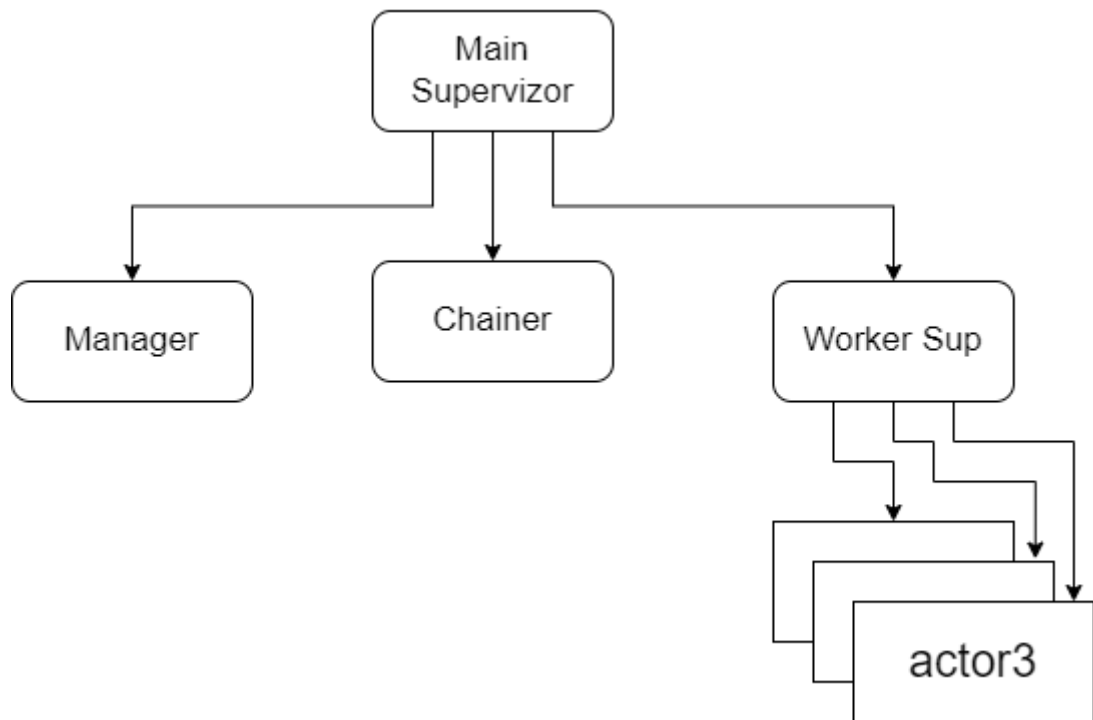 Main
Supervizor
Manager
Chainer
Worker Sup
actor3